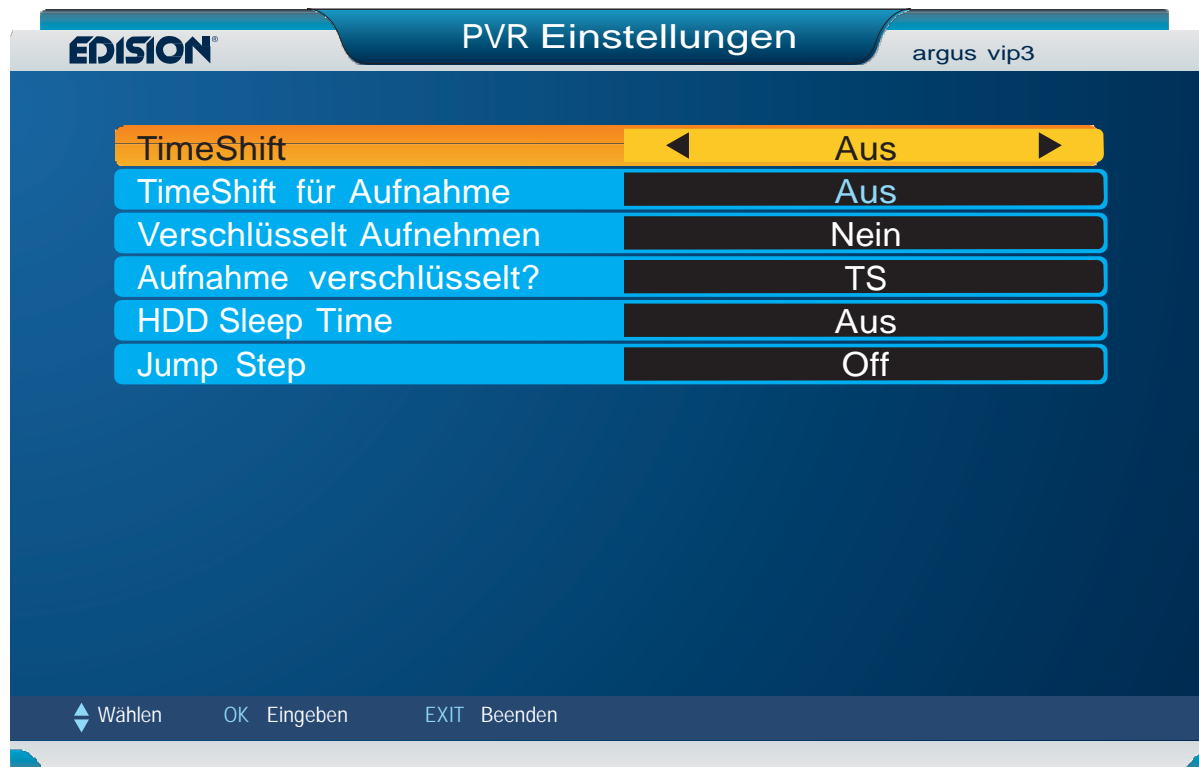 PVR Einstellungen
EDISION®
argus vip3
TimeShift Aus
TimeShift für Aufnahme Aus
Verschlüsselt Aufnehmen Nein
Aufnahme verschlüsselt? TS
HDD Sleep Time Aus
Jump Step Off
Wählen OK Eingeben EXIT Beenden